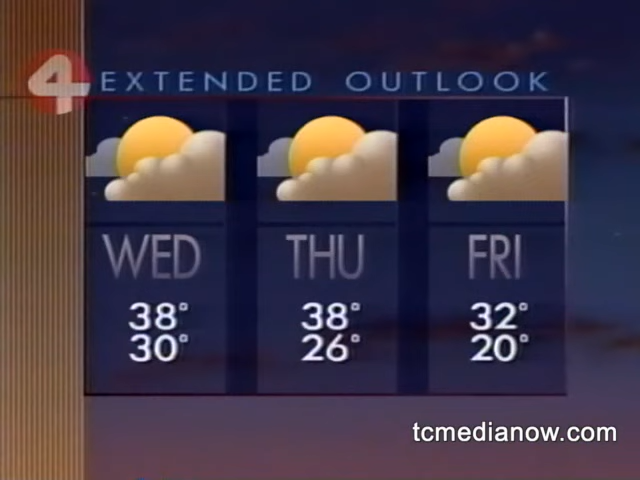 4 EXTENDED OUTLOOK
WED THU FRI
38° 38° 32°
30° 26° 20°
tcmedianow.com